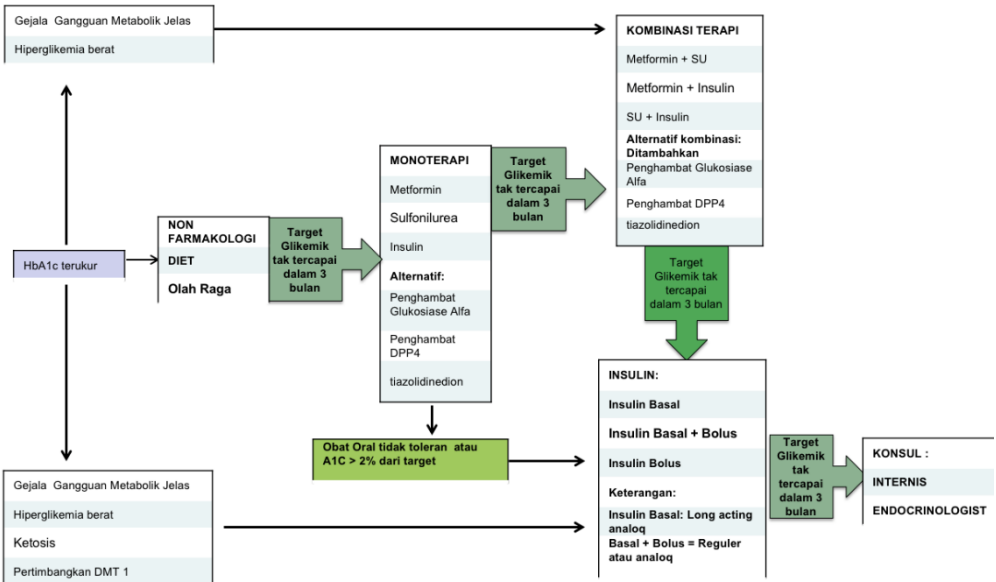 Gejala  Gangguan Metabolik Jelas
Hiperglikemia berat
KOMBINASI TERAPI
Metformin + SU
Metformin + Insulin
SU + Insulin
Alternatif kombinasi:
Ditambahkan
Penghambat Glukosiase
Alfa
Penghambat DPP4
tiazolidinedion
MONOTERAPI
Metformin
Sulfonilurea
Insulin
Alternatif:
Penghambat
Glukosiase Alfa
Penghambat
DPP4
tiazolidinedion
Target
Glikemik
tak tercapai
dalam 3
bulan
HbA1c terukur
NON
FARMAKOLOGI
DIET
Olah Raga
Target
Glikemik
tak tercapai
dalam 3
bulan
Target
Glikemik tak
tercapai
dalam 3 bulan
Obat Oral tidak toleran  atau
A1C > 2% dari target
INSULIN:
Insulin Basal
Insulin Basal + Bolus
Insulin Bolus
Keterangan:
Insulin Basal: Long acting
analoq
Basal + Bolus = Reguler
atau analoq
Target
Glikemik
tak
tercapai
dalam 3
bulan
KONSUL :
INTERNIS
ENDOCRINOLOGIST
Gejala  Gangguan Metabolik Jelas
Hiperglikemia berat
Ketosis
Pertimbangkan DMT 1